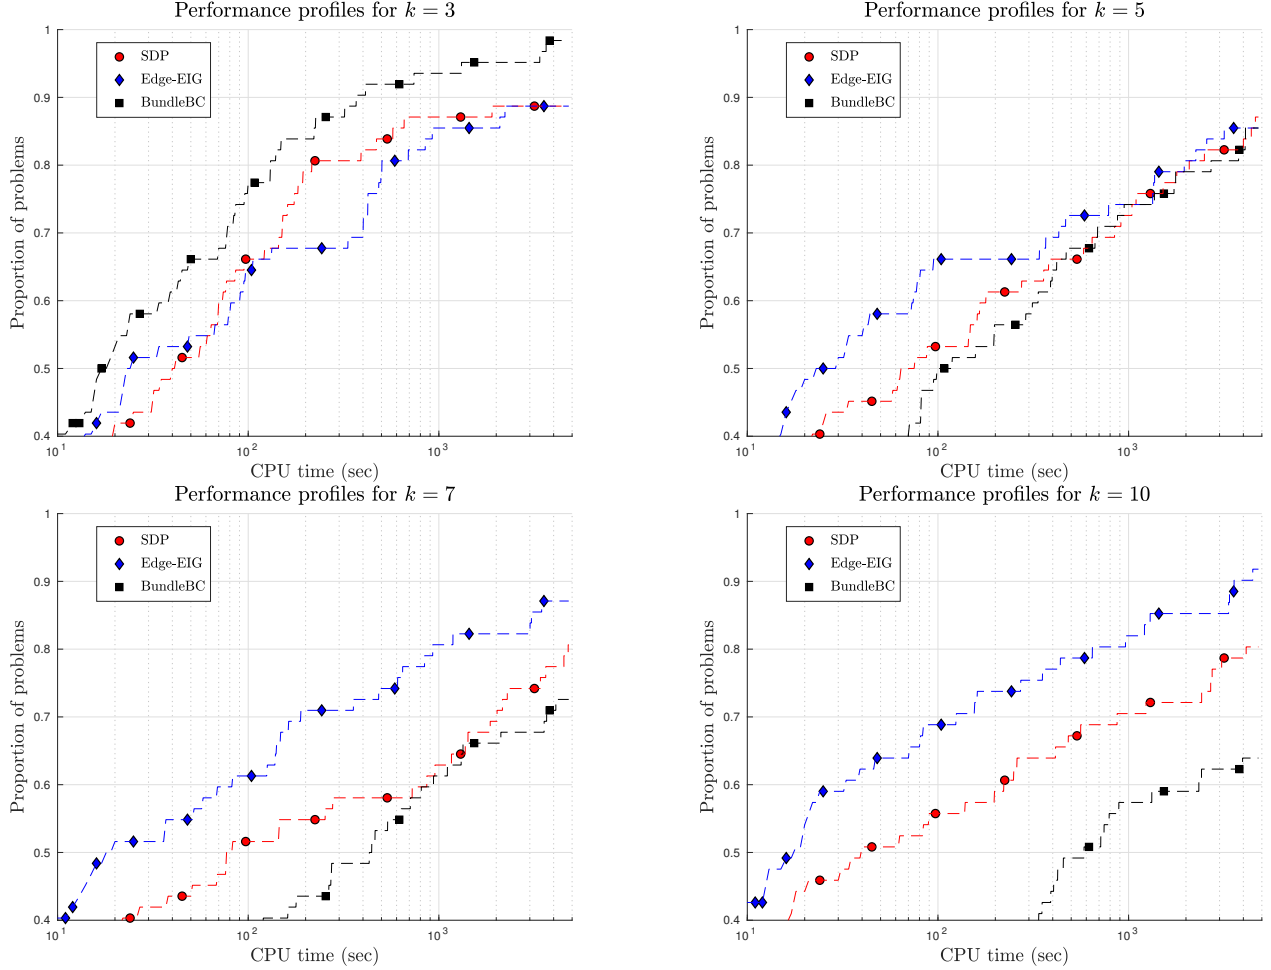 Performance profiles for k = 3
1
0.9
0.8
0.7
0.6
0.5
0.4
Proportion of problems
SDP
Edge-EIG
BundleBC
10^1
10^2
10^3
CPU time (sec)
Performance profiles for k = 5
1
0.9
0.8
0.7
0.6
0.5
0.4
Proportion of problems
SDP
Edge-EIG
BundleBC
10^1
10^2
10^3
CPU time (sec)
Performance profiles for k = 7
1
0.9
0.8
0.7
0.6
0.5
0.4
Proportion of problems
SDP
Edge-EIG
BundleBC
10^1
10^2
10^3
CPU time (sec)
Performance profiles for k = 10
1
0.9
0.8
0.7
0.6
0.5
0.4
Proportion of problems
SDP
Edge-EIG
BundleBC
10^1
10^2
10^3
CPU time (sec)